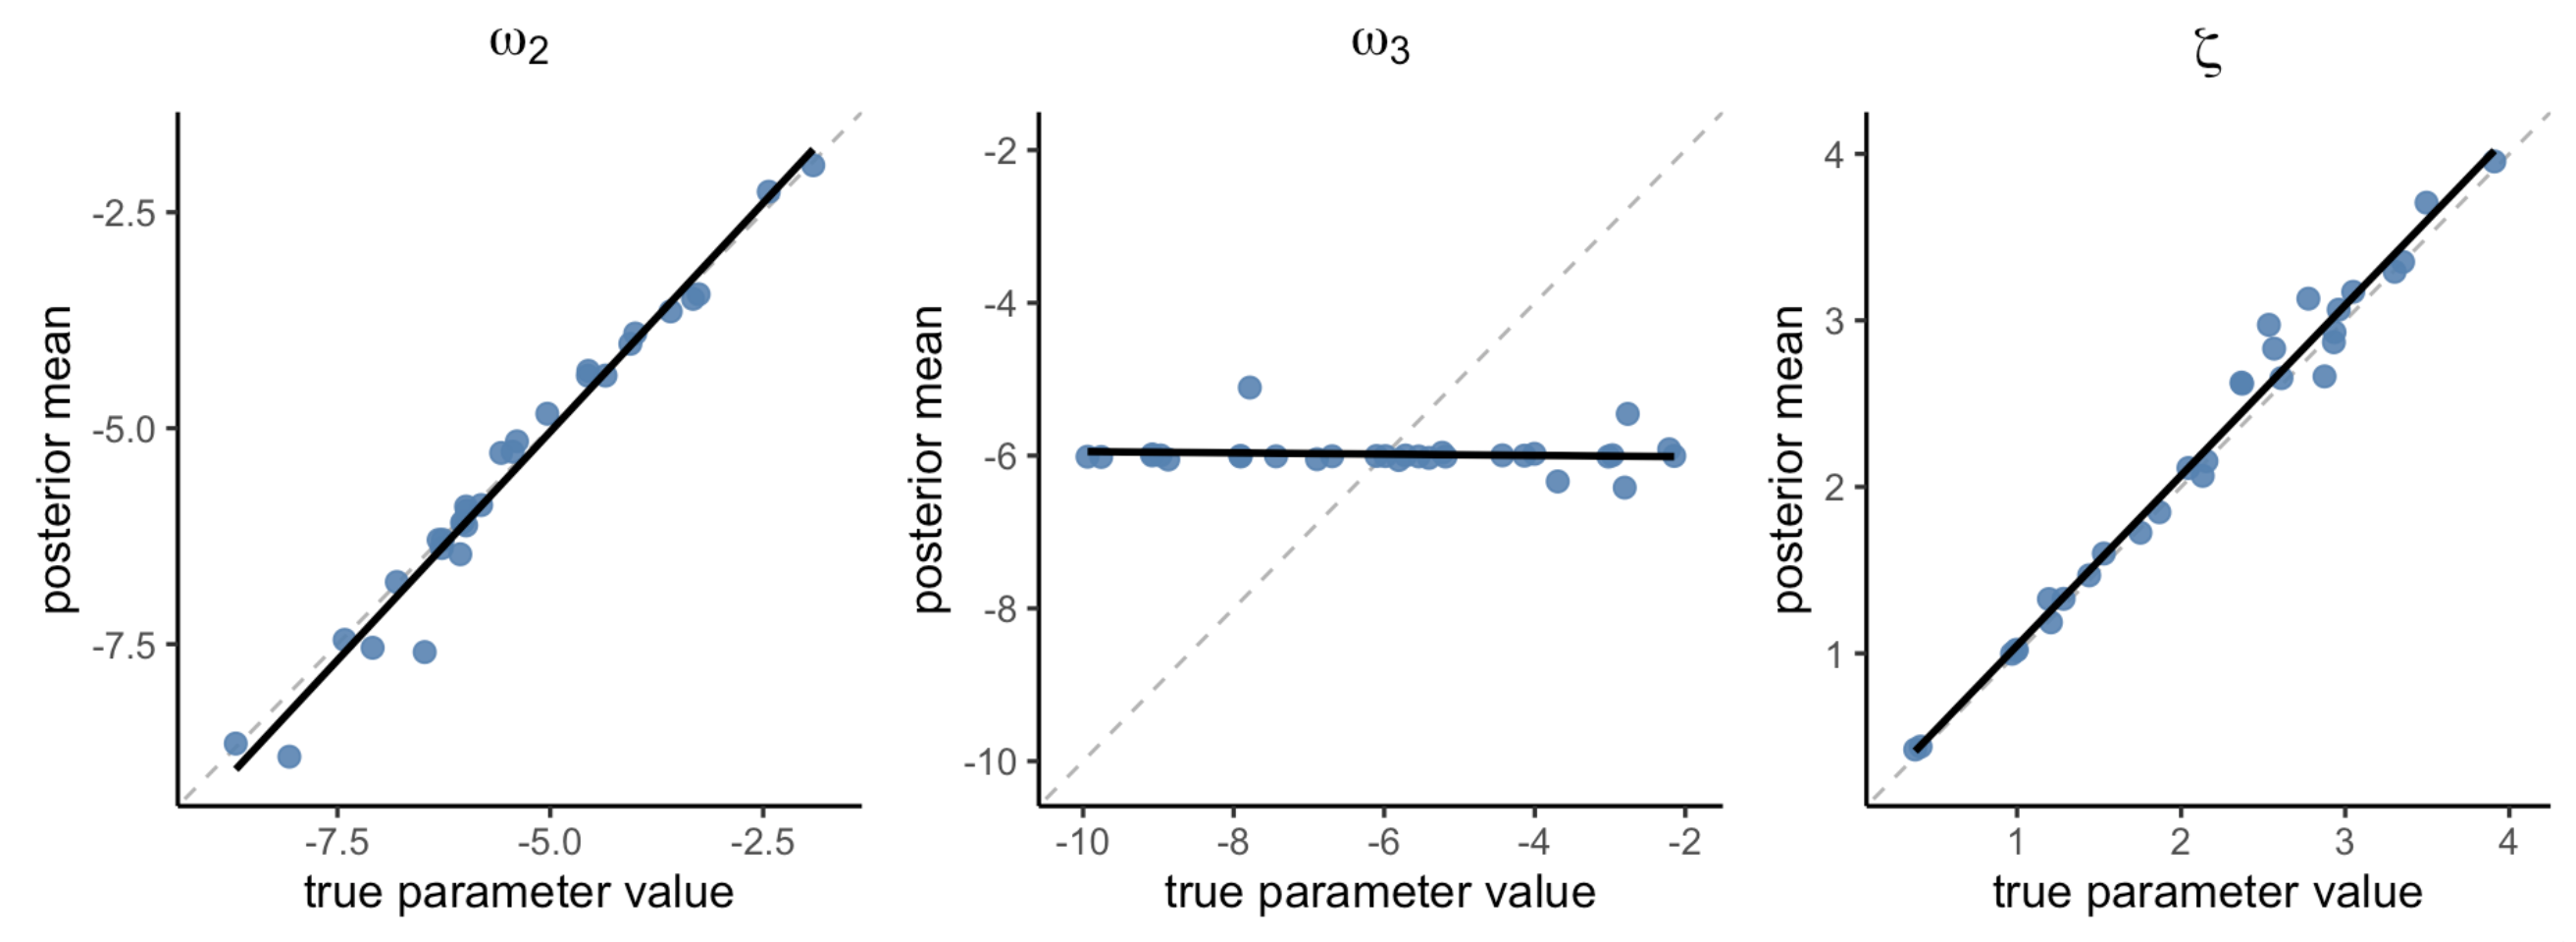 ω2
posterior mean
-2.5
-5.0
-7.5
-7.5 -5.0 -2.5
true parameter value
ω3
posterior mean
-2
-4
-6
-8
-10
-10 -8 -6 -4 -2
true parameter value
ζ
posterior mean
4
3
2
1
1 2 3 4
true parameter value